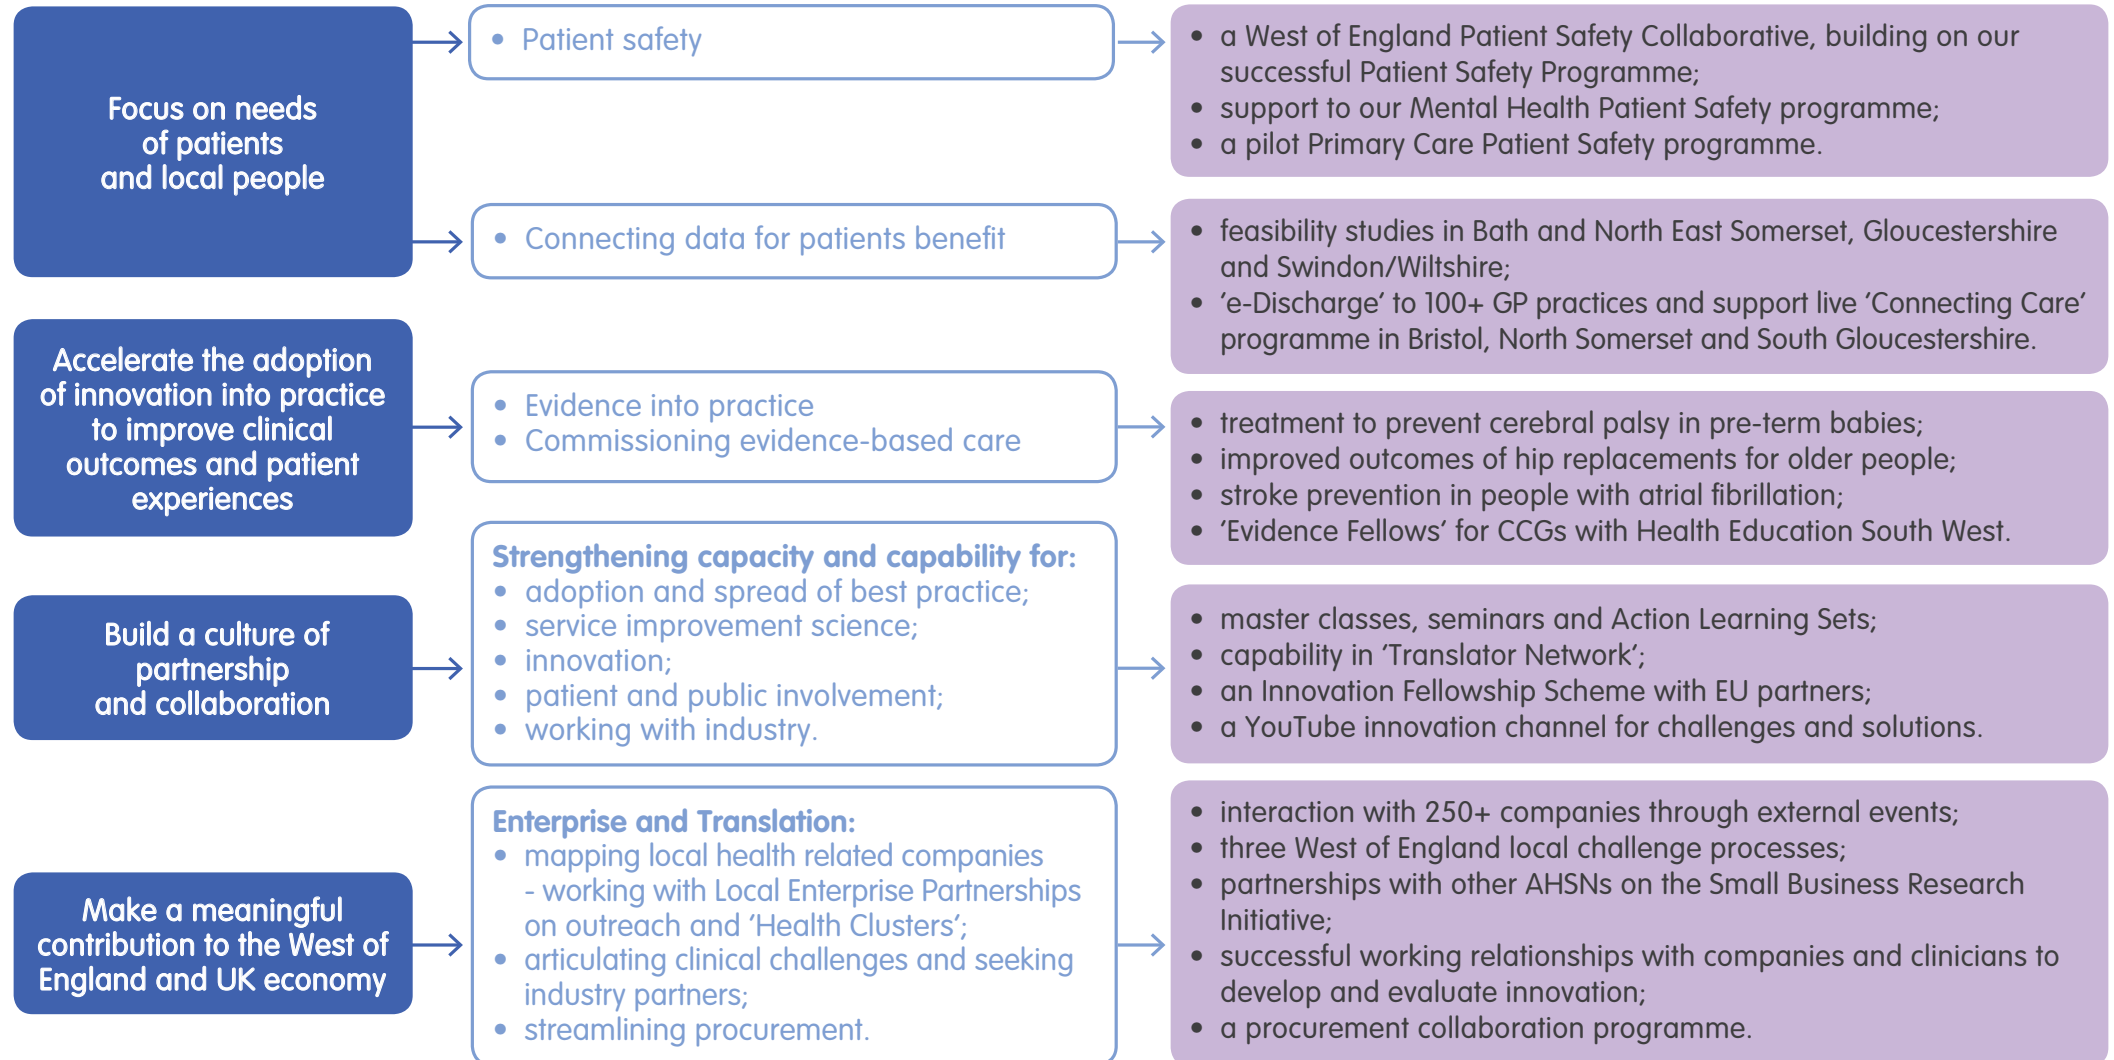 Focus on needs
of patients
and local people
• Patient safety
• a West of England Patient Safety Collaborative, building on our
successful Patient Safety Programme;
• support to our Mental Health Patient Safety programme;
• a pilot Primary Care Patient Safety programme.
• Connecting data for patients benefit
• feasibility studies in Bath and North East Somerset, Gloucestershire
and Swindon/Wiltshire;
• ‘e-Discharge’ to 100+ GP practices and support live ‘Connecting Care’
programme in Bristol, North Somerset and South Gloucestershire.
Accelerate the adoption
of innovation into practice
to improve clinical
outcomes and patient
experiences
• Evidence into practice
• Commissioning evidence-based care
• treatment to prevent cerebral palsy in pre-term babies;
• improved outcomes of hip replacements for older people;
• stroke prevention in people with atrial fibrillation;
• ‘Evidence Fellows’ for CCGs with Health Education South West.
Build a culture of
partnership
and collaboration
Strengthening capacity and capability for:
• adoption and spread of best practice;
• service improvement science;
• innovation;
• patient and public involvement;
• working with industry.
• master classes, seminars and Action Learning Sets;
• capability in ‘Translator Network’;
• an Innovation Fellowship Scheme with EU partners;
• a YouTube innovation channel for challenges and solutions.
Make a meaningful
contribution to the West of
England and UK economy
Enterprise and Translation:
• mapping local health related companies
- working with Local Enterprise Partnerships
on outreach and ‘Health Clusters’;
• articulating clinical challenges and seeking
industry partners;
• streamlining procurement.
• interaction with 250+ companies through external events;
• three West of England local challenge processes;
• partnerships with other AHSNs on the Small Business Research
Initiative;
• successful working relationships with companies and clinicians to
develop and evaluate innovation;
• a procurement collaboration programme.